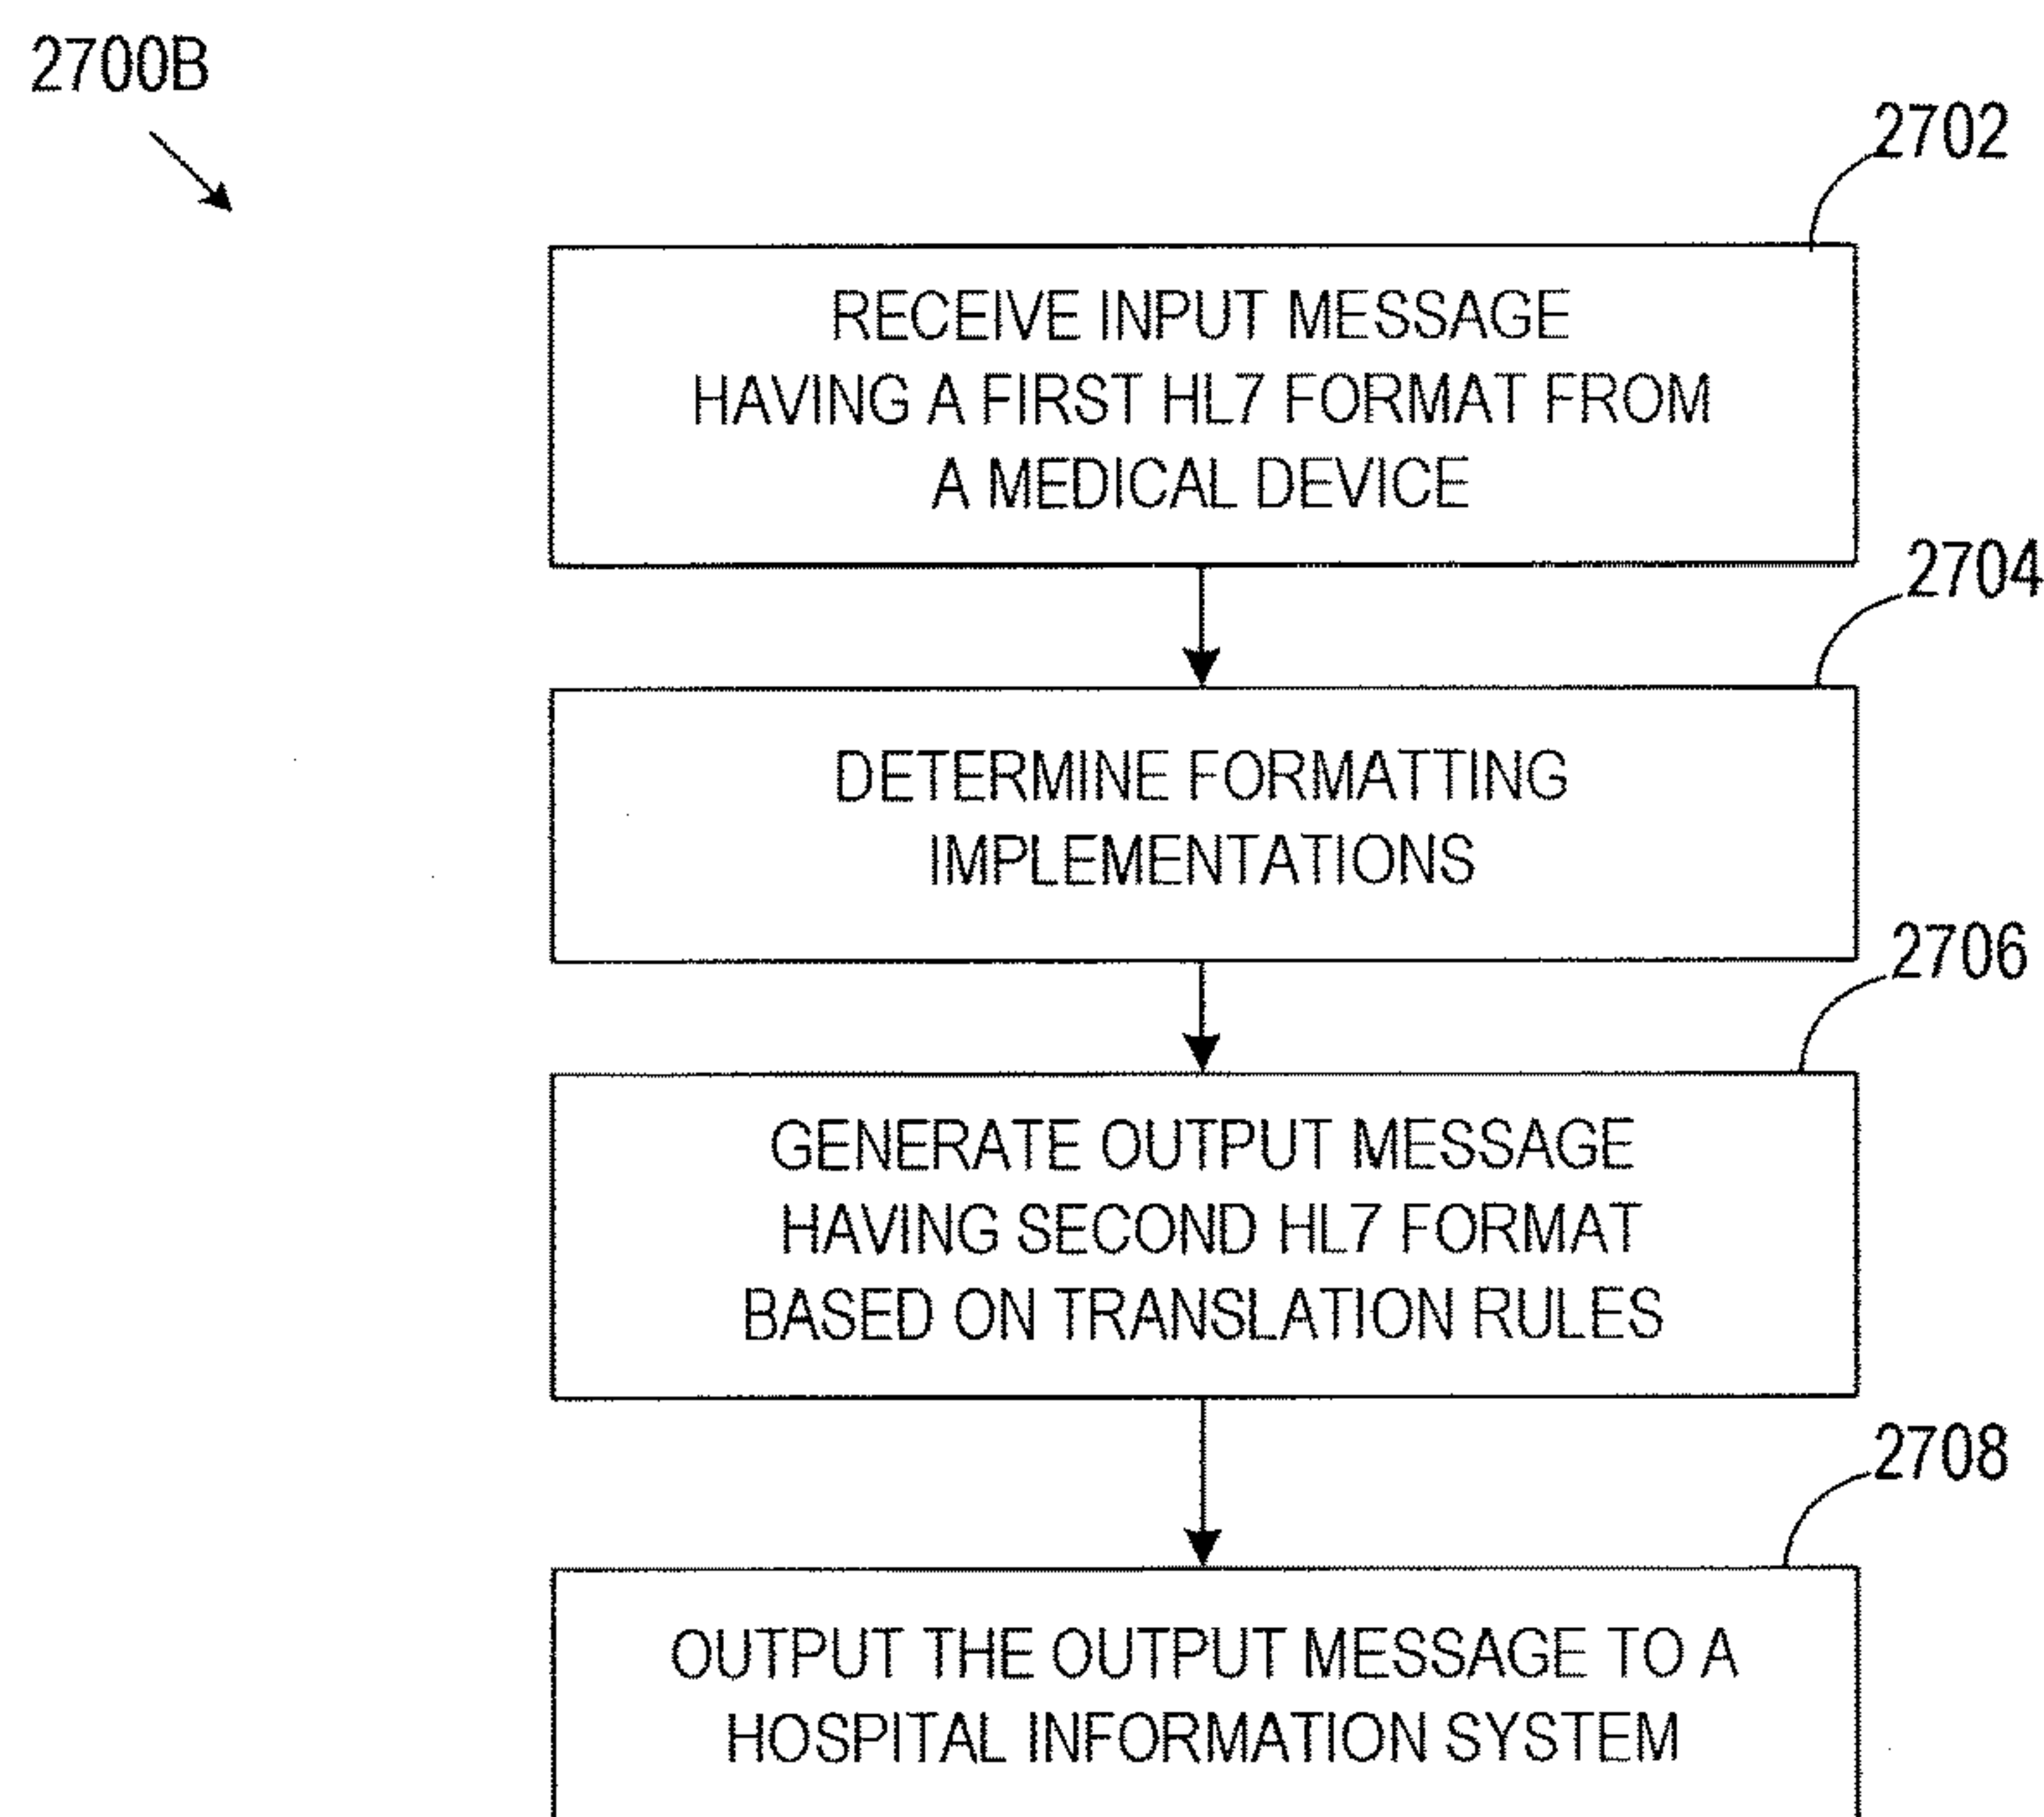 2700B
2702
RECEIVE INPUT MESSAGE
HAVING A FIRST HL7 FORMAT FROM
A MEDICAL DEVICE
2704
DETERMINE FORMATTING
IMPLEMENTATIONS
2706
GENERATE OUTPUT MESSAGE
HAVING SECOND HL7 FORMAT
BASED ON TRANSLATION RULES
2708
OUTPUT THE OUTPUT MESSAGE TO A
HOSPITAL INFORMATION SYSTEM